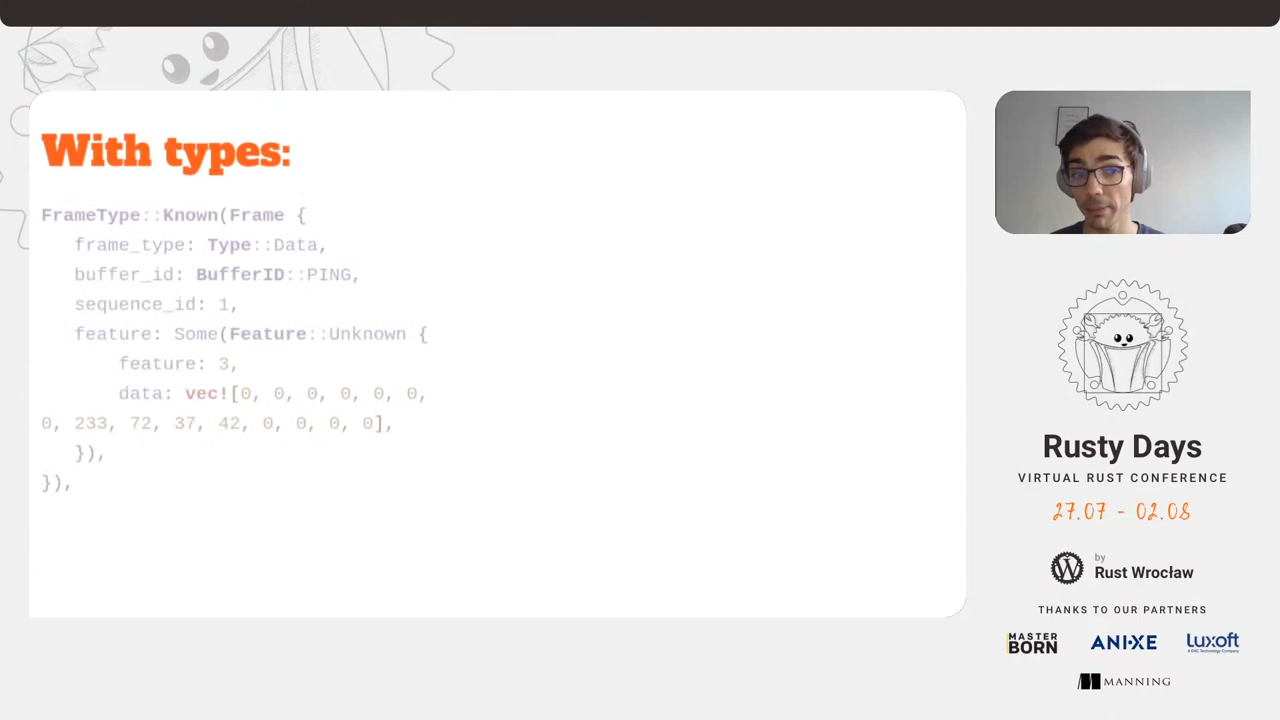 With types:
FrameType::Known(Frame {
frame_type: Type::Data,
buffer_id: BufferID::PING,
sequence_id: 1,
feature: Some(Feature::Unknown {
feature: 3,
data: vec![0, 0, 0, 0, 0, 0,
0, 233, 72, 37, 42, 0, 0, 0, 0],
}),
}),
Rusty Days
VIRTUAL RUST CONFERENCE
27.07 - 02.08
by
Rust Wrocław
THANKS TO OUR PARTNERS
MASTER
BORN
ANIXE
Luxoft
A DXC Technology Company
MANNING